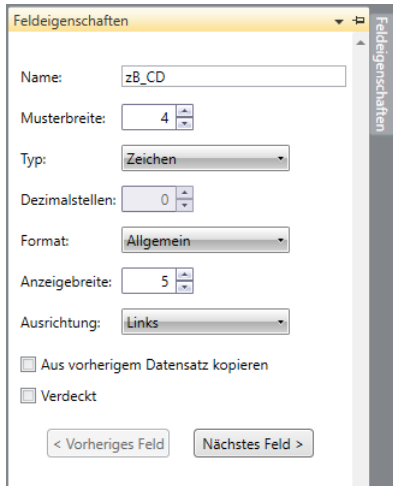 Feldeigenschaften
Feldeigenschaften
Name: zB_CD
Musterbreite: 4
Typ: Zeichen
Dezimalstellen: 0
Format: Allgemein
Anzeigebreite: 5
Ausrichtung: Links
Aus vorherigem Datensatz kopieren
Verdeckt
< Vorheriges Feld Nächstes Feld >